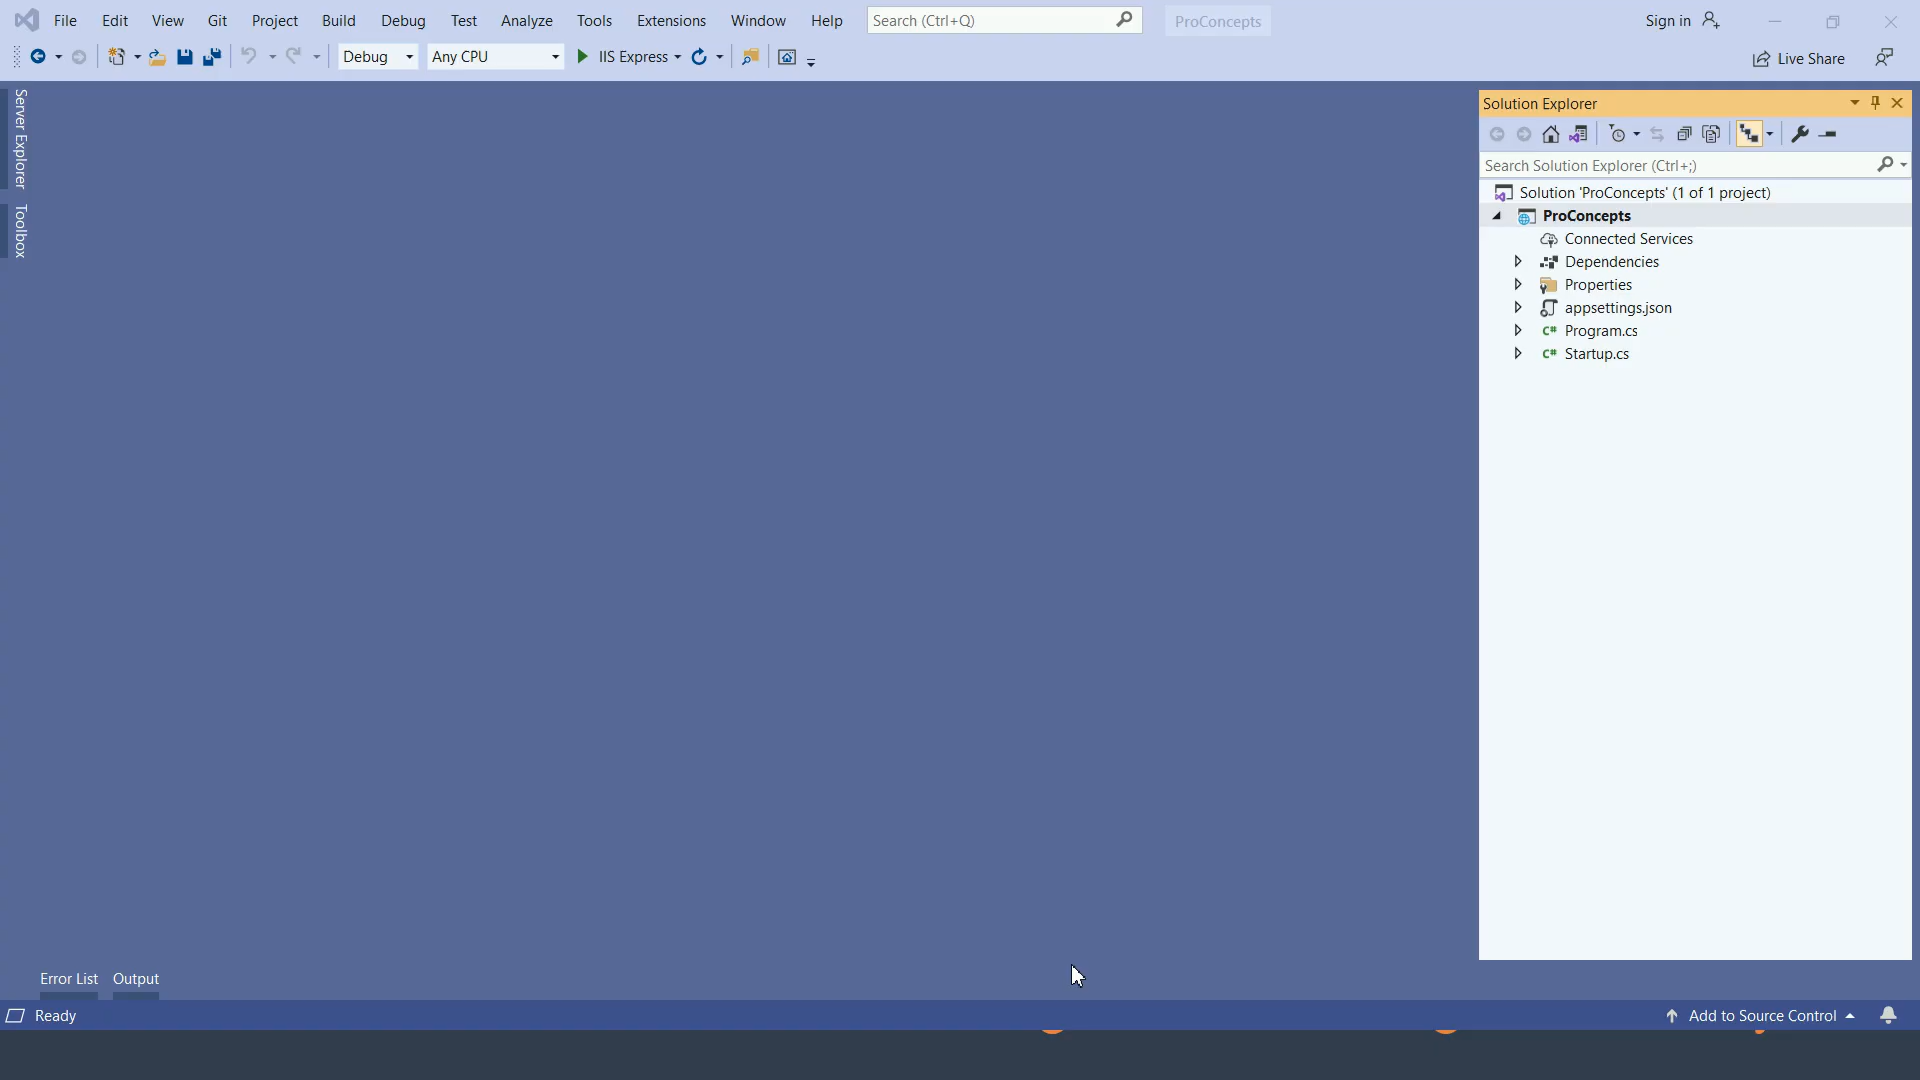 File Edit View Git Project Build Debug Test Analyze Tools Extensions Window Help Search (Ctrl+Q) ProConcepts Sign in
Debug Any CPU IIS Express Live Share
Server Explorer
Toolbox
Solution Explorer
Search Solution Explorer (Ctrl+;)
Solution 'ProConcepts' (1 of 1 project)
ProConcepts
Connected Services
Dependencies
Properties
appsettings.json
C# Program.cs
C# Startup.cs
Error List Output
Ready Add to Source Control